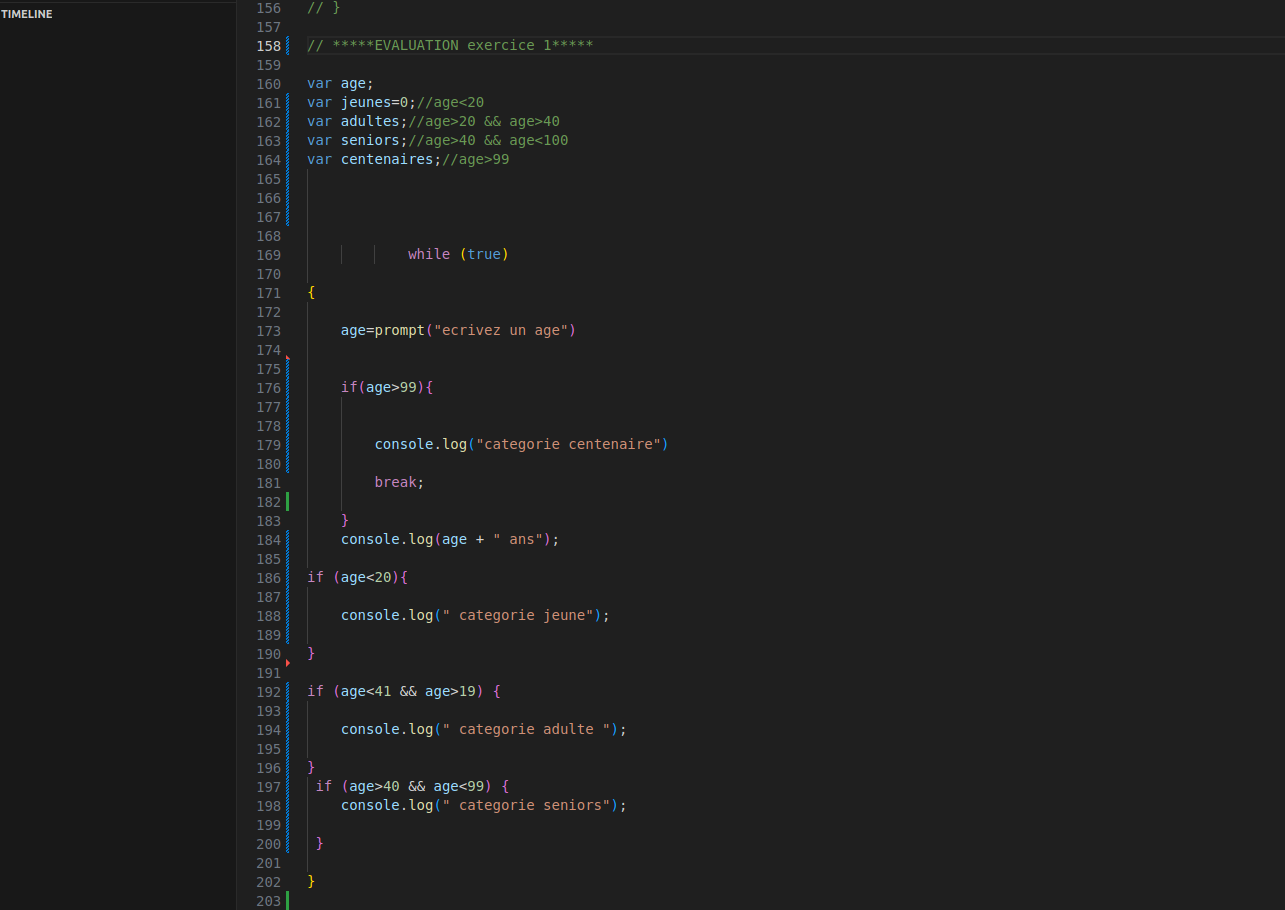 TIMELINE
156 // }
157
158 // *****EVALUATION exercice 1*****
159
160 var age;
161 var jeunes=0;//age<20
162 var adultes;//age>20 && age>40
163 var seniors;//age>40 && age<100
164 var centenaires;//age>99
165
166
167
168
169             while (true)
170
171 {
172
173     age=prompt("ecrivez un age")
174
175
176     if(age>99){
177
178
179         console.log("categorie centenaire")
180
181         break;
182
183     }
184     console.log(age + " ans");
185
186 if (age<20){
187
188     console.log(" categorie jeune");
189
190 }
191
192 if (age<41 && age>19) {
193
194     console.log(" categorie adulte ");
195
196 }
197  if (age>40 && age<99) {
198     console.log(" categorie seniors");
199
200  }
201
202 }
203